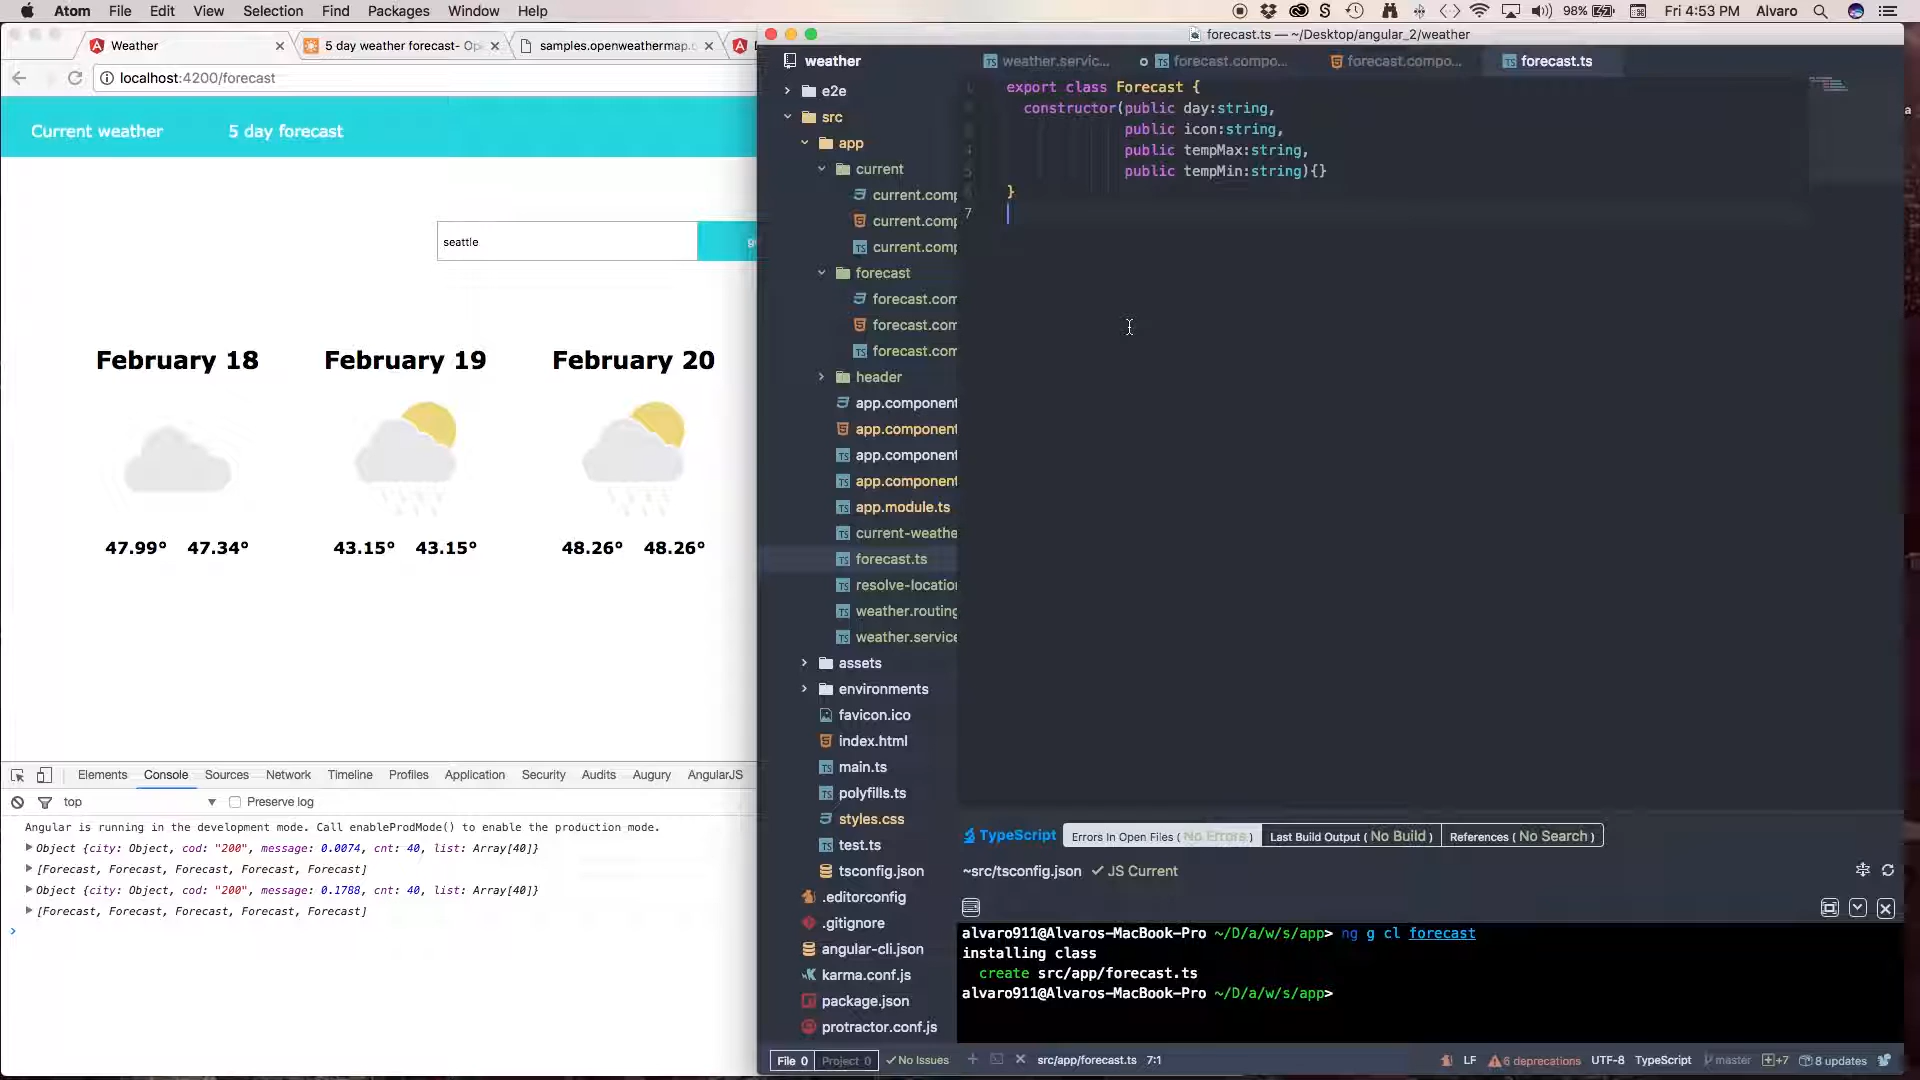 Atom File Edit View Selection Find Packages Window Help
98% Fri 4:53 PM Alvaro
Weather
5 day weather forecast- Op
samples.openweathermap.
localhost:4200/forecast
Current weather 5 day forecast
seattle
February 18 February 19 February 20
47.99° 47.34° 43.15° 43.15° 48.26° 48.26°
Elements Console Sources Network Timeline Profiles Application Security Audits Augury AngularJS
top Preserve log
Angular is running in the development mode. Call enableProdMode() to enable the production mode.
Object {city: Object, cod: "200", message: 0.0074, cnt: 40, list: Array[40]}
[Forecast, Forecast, Forecast, Forecast, Forecast]
Object {city: Object, cod: "200", message: 0.1788, cnt: 40, list: Array[40]}
[Forecast, Forecast, Forecast, Forecast, Forecast]
forecast.ts — ~/Desktop/angular_2/weather
weather
e2e
src
app
current
current.comp
current.comp
current.comp
forecast
forecast.com
forecast.com
forecast.com
header
app.component
app.component
app.component
app.component
app.module.ts
current-weathe
forecast.ts
resolve-location
weather.routing
weather.service
assets
environments
favicon.ico
index.html
main.ts
polyfills.ts
styles.css
test.ts
tsconfig.json
.editorconfig
.gitignore
angular-cli.json
karma.conf.js
package.json
protractor.conf.js
weather.servic... forecast.compo... forecast.compo... forecast.ts
export class Forecast {
constructor(public day:string,
public icon:string,
public tempMax:string,
public tempMin:string){}
}
7
TypeScript Errors In Open Files ( No Errors ) Last Build Output ( No Build ) References ( No Search )
~src/tsconfig.json JS Current
alvaro911@Alvaros-MacBook-Pro ~/D/a/w/s/app> ng g cl forecast
installing class
create src/app/forecast.ts
alvaro911@Alvaros-MacBook-Pro ~/D/a/w/s/app>
File 0 Project 0 No Issues src/app/forecast.ts 7:1 LF 6 deprecations UTF-8 TypeScript master +7 8 updates